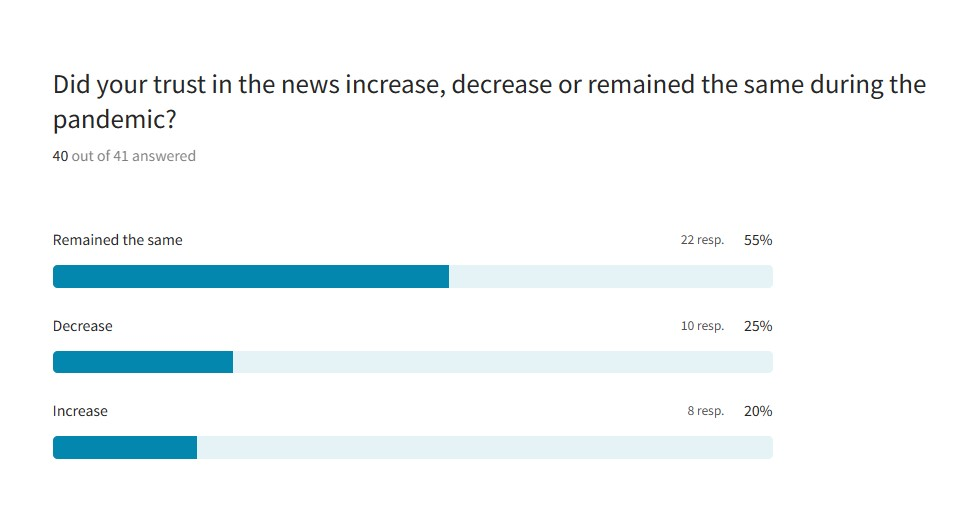 Did your trust in the news increase, decrease or remained the same during the
pandemic?
40 out of 41 answered
Remained the same 22 resp. 55%
Decrease 10 resp. 25%
Increase 8 resp. 20%